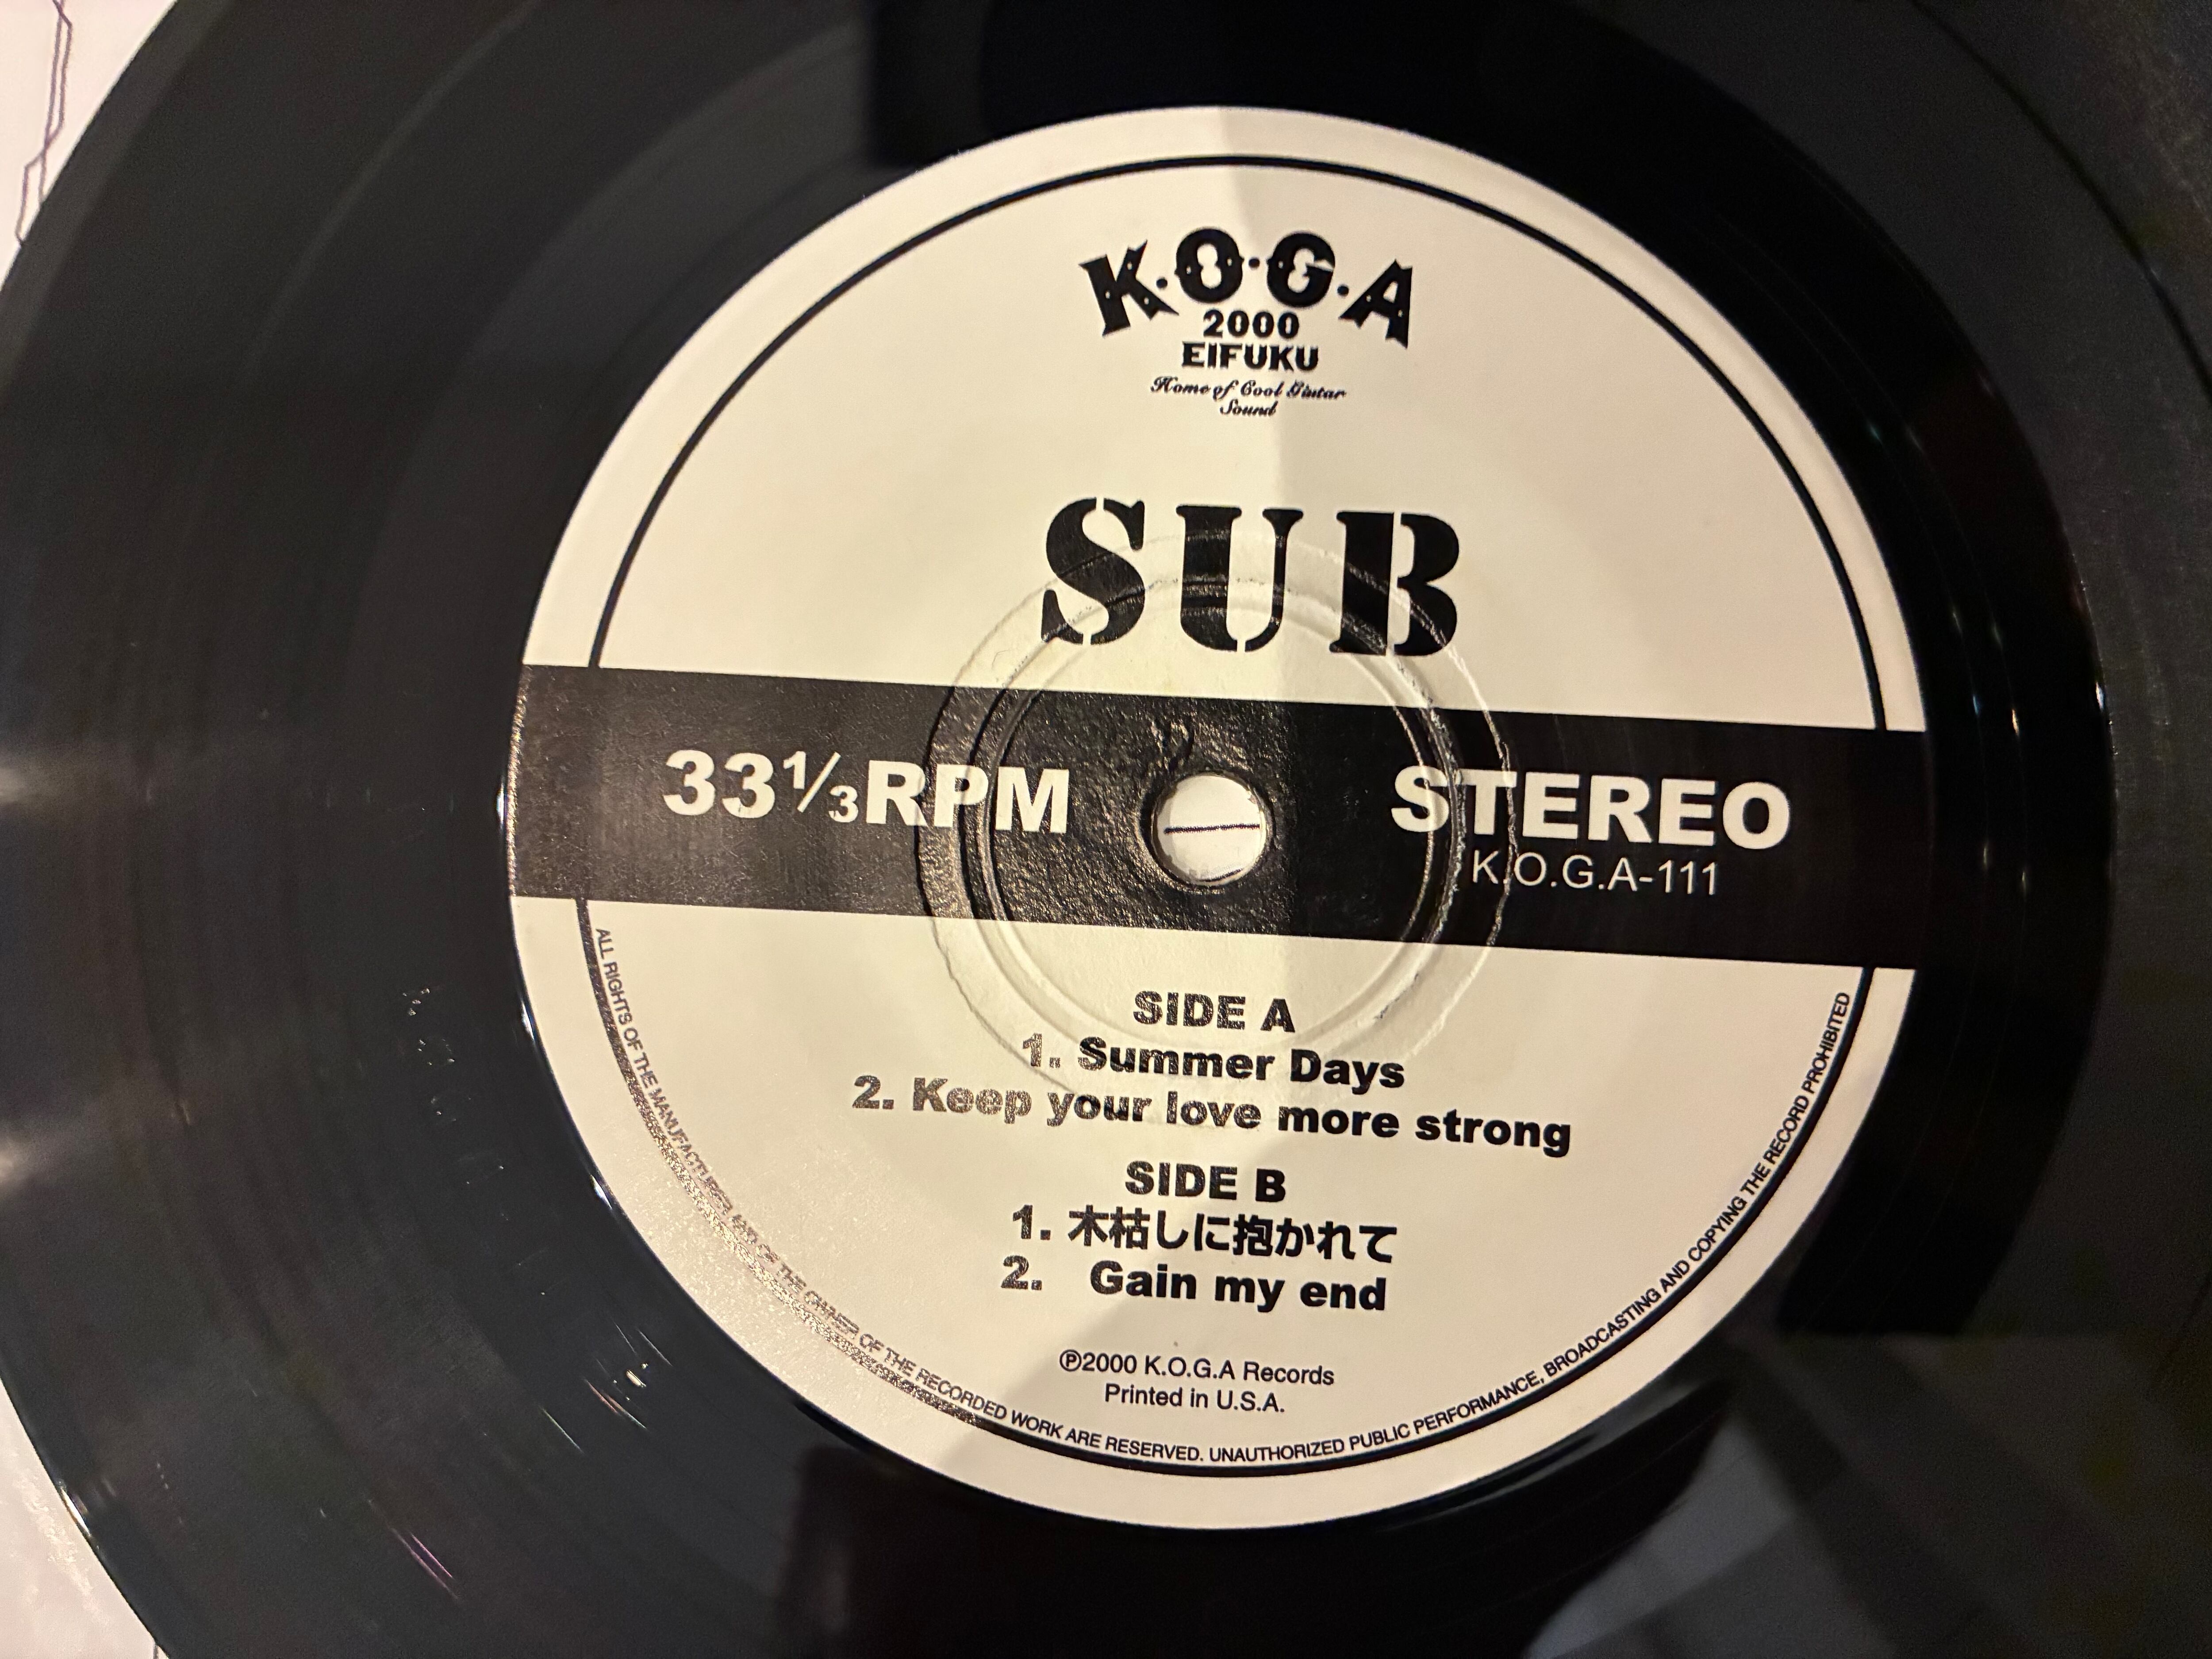 K.O.G.A
2000
EIFUKU
Home of Cool Guitar
Sound
SUB
33⅓RPM
STEREO
K.O.G.A-111
SIDE A
1. Summer Days
2. Keep your love more strong
SIDE B
1. 木枯しに抱かれて
2. Gain my end
℗2000 K.O.G.A Records
Printed in U.S.A.
ALL RIGHTS OF THE MANUFACTURER AND OF THE OWNER OF THE RECORDED WORK ARE RESERVED. UNAUTHORIZED PUBLIC PERFORMANCE, BROADCASTING AND COPYING THE RECORD PROHIBITED